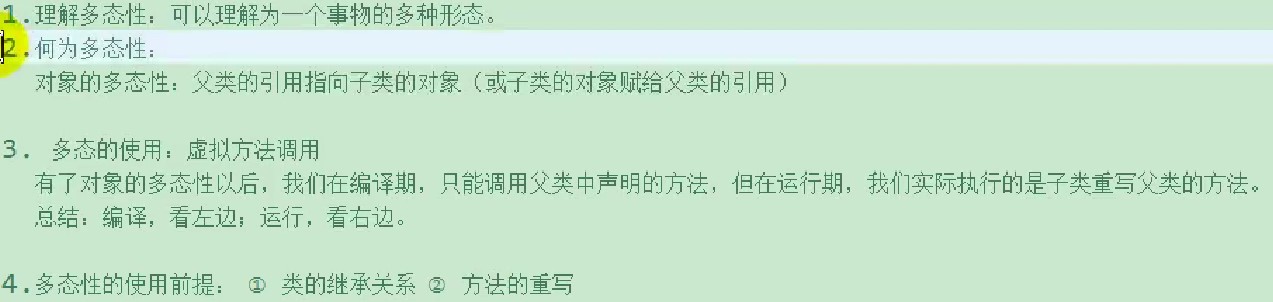 1.理解多态性：可以理解为一个事物的多种形态。
2.何为多态性：
对象的多态性：父类的引用指向子类的对象（或子类的对象赋给父类的引用）
3. 多态的使用：虚拟方法调用
有了对象的多态性以后，我们在编译期，只能调用父类中声明的方法，但在运行期，我们实际执行的是子类重写父类的方法。
总结：编译，看左边；运行，看右边。
4.多态性的使用前提： ① 类的继承关系 ② 方法的重写